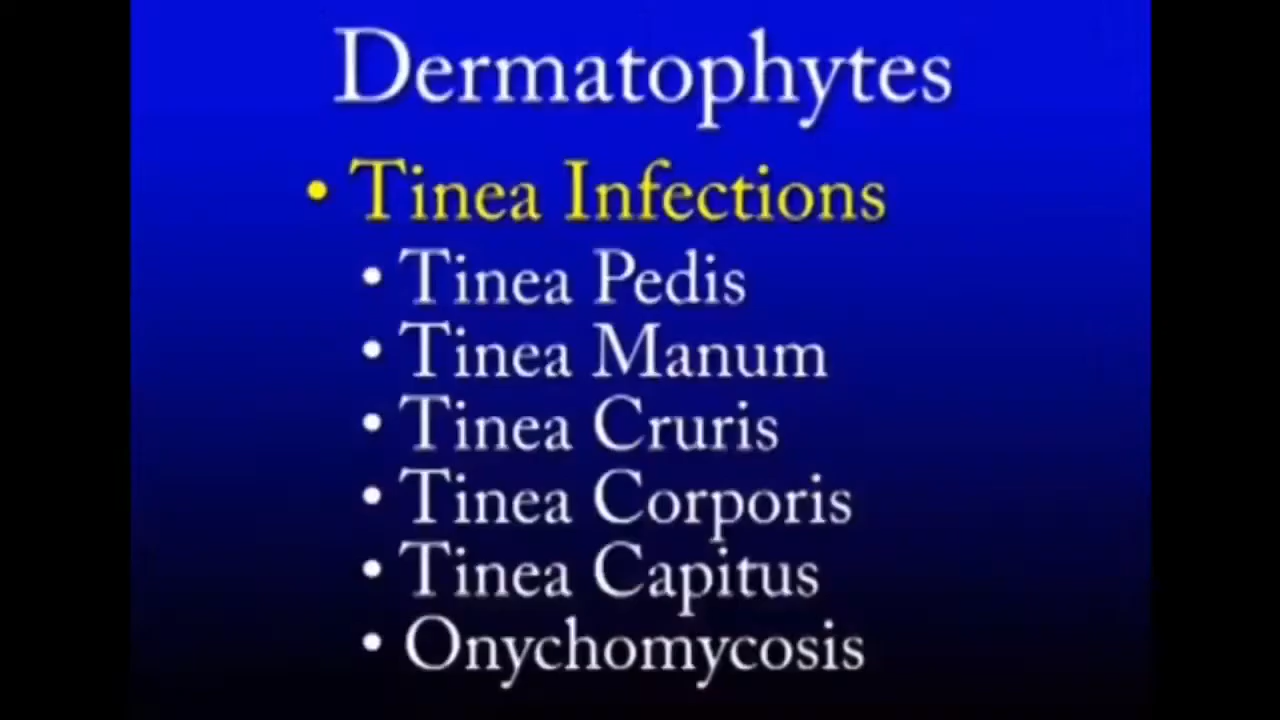 Dermatophytes
• Tinea Infections
• Tinea Pedis
• Tinea Manum
• Tinea Cruris
• Tinea Corporis
• Tinea Capitus
• Onychomycosis